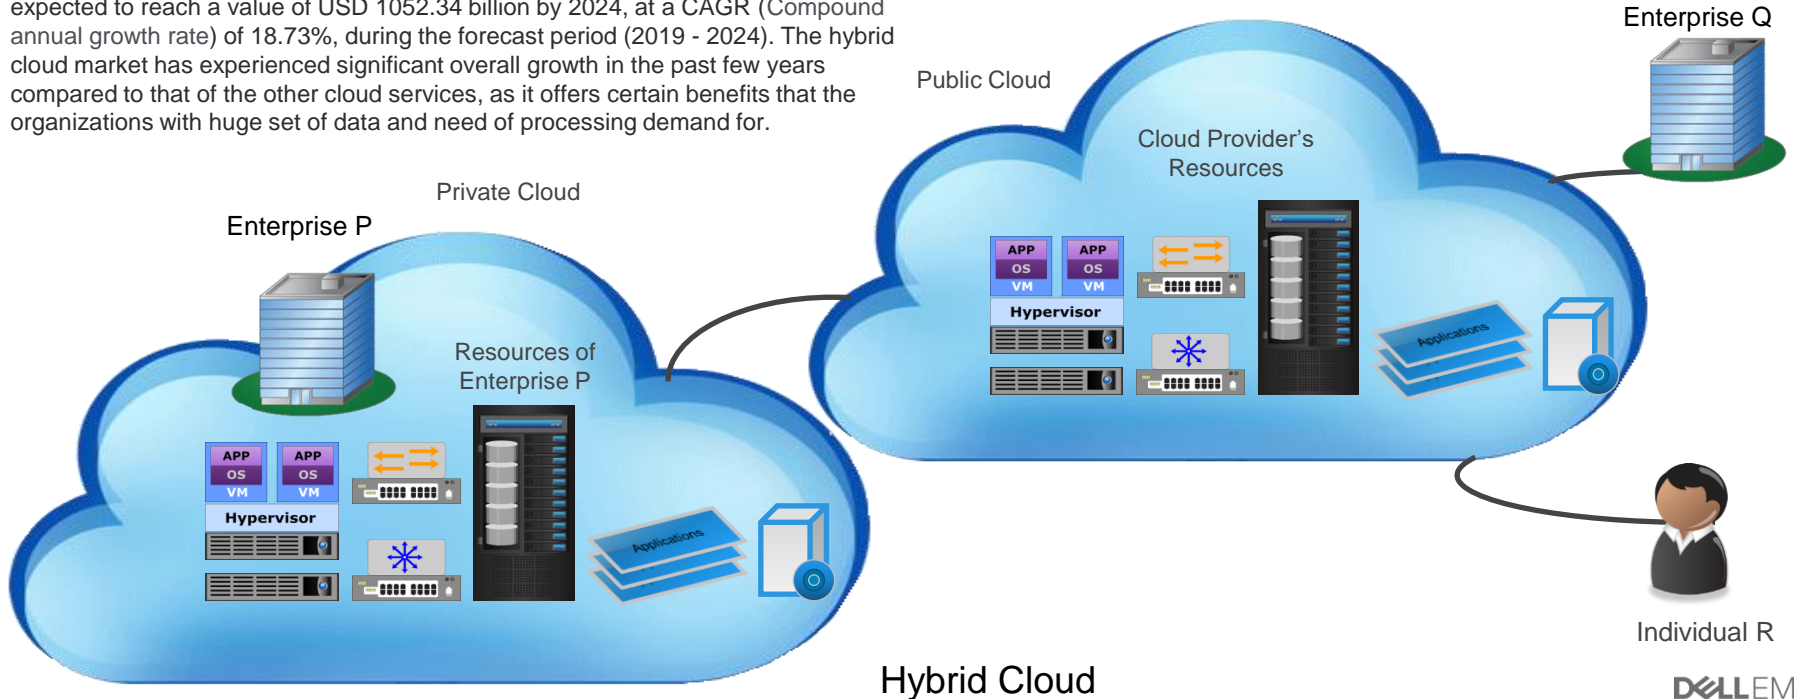 expected to reach a value of USD 1052.34 billion by 2024, at a CAGR (Compound
annual growth rate) of 18.73%, during the forecast period (2019 - 2024). The hybrid
cloud market has experienced significant overall growth in the past few years
compared to that of the other cloud services, as it offers certain benefits that the
organizations with huge set of data and need of processing demand for.
Enterprise Q
Public Cloud
Cloud Provider's
Resources
APP APP
OS OS
VM VM
Hypervisor
Applications
Private Cloud
Enterprise P
Resources of
Enterprise P
APP APP
OS OS
VM VM
Hypervisor
Applications
Individual R
Hybrid Cloud
DELLEM